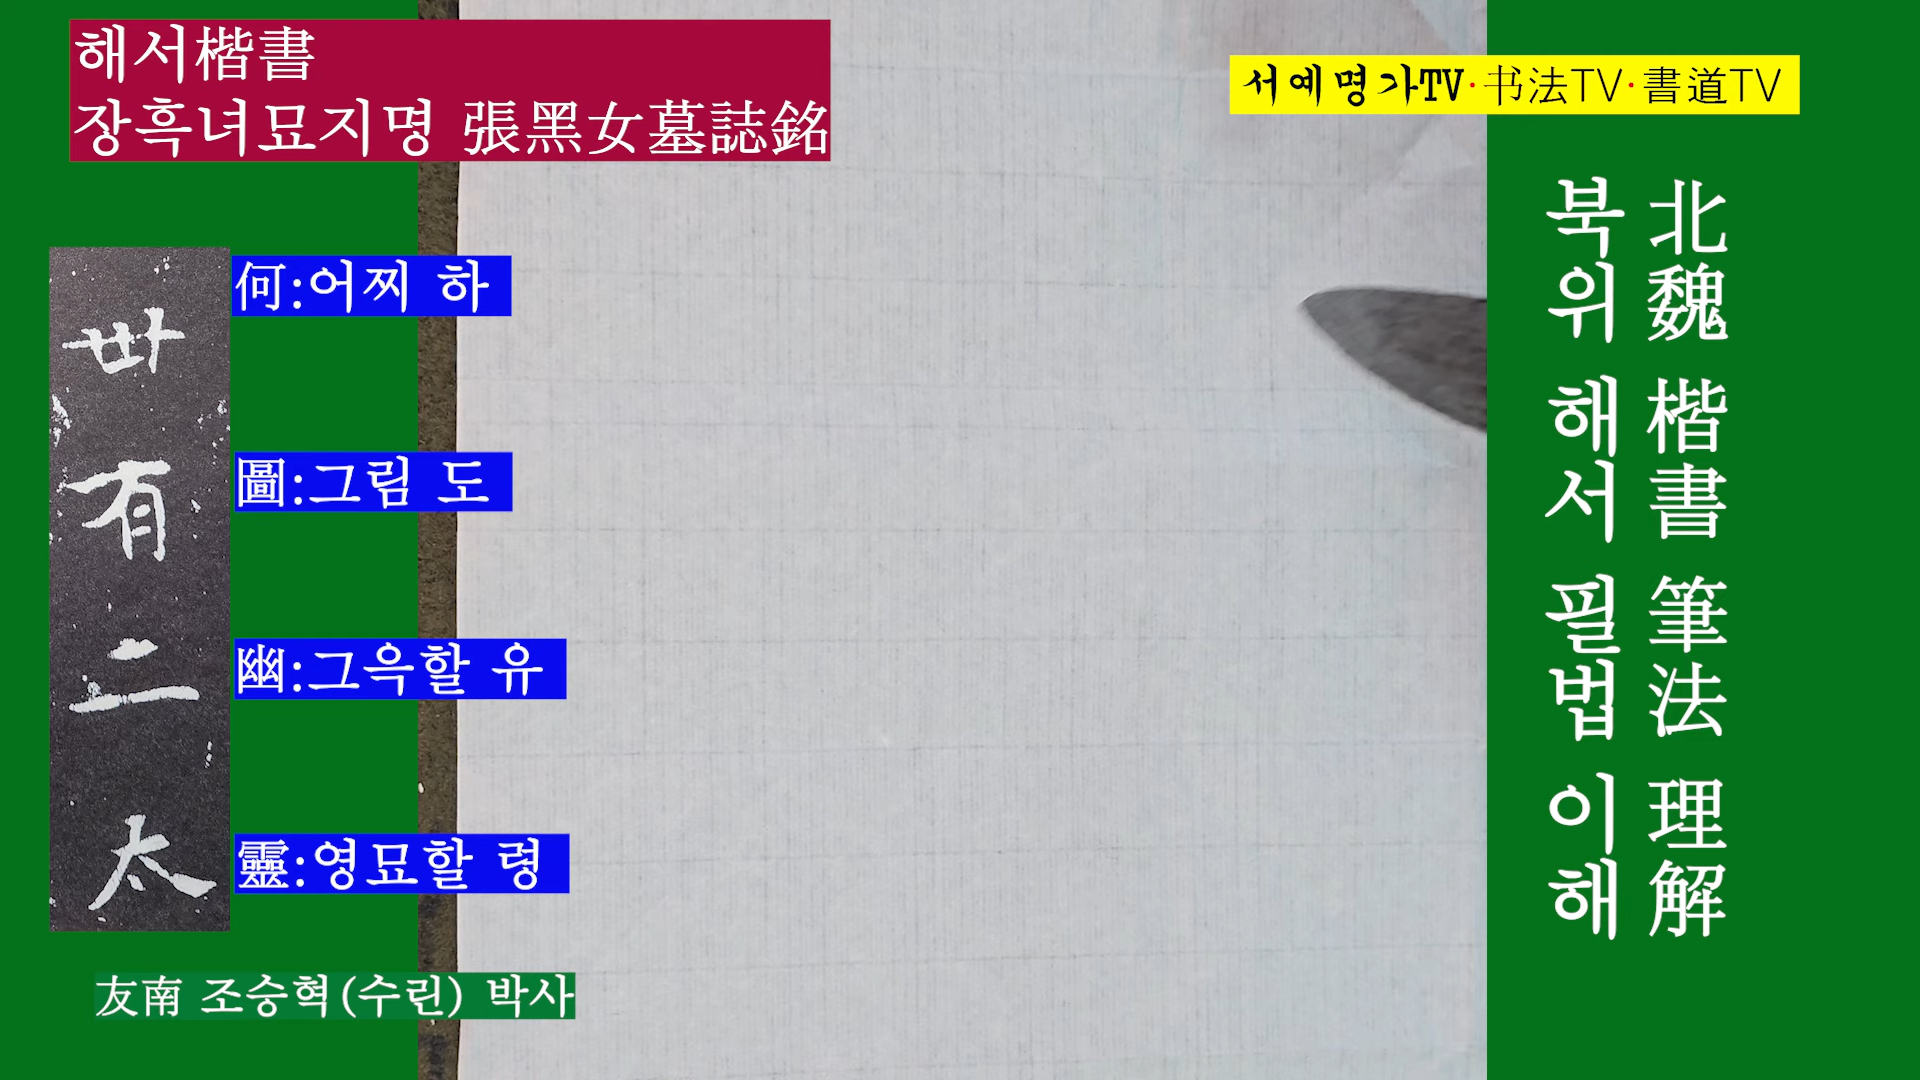 해서楷書
장흑녀묘지명 張黑女墓誌銘
서예명가TV·书法TV·書道TV
卅
有
二
太
何:어찌 하
圖:그림 도
幽:그윽할 유
靈:영묘할 령
友南 조승혁(수린) 박사
북위 해서 필법 이해
北魏 楷書 筆法 理解